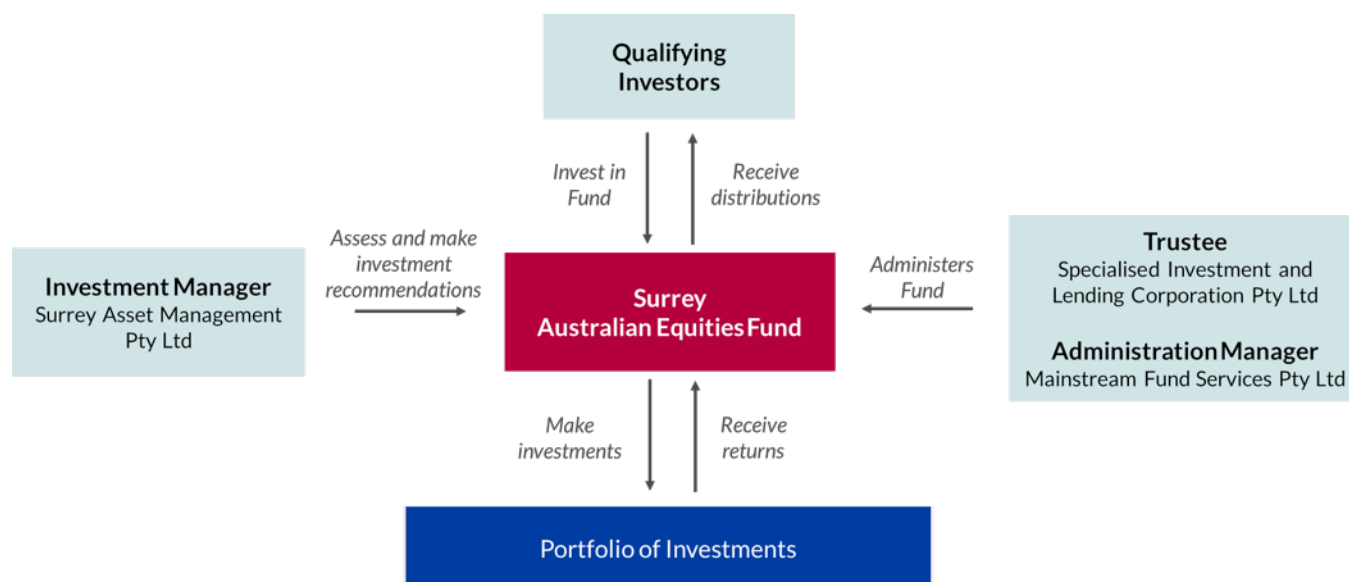 Qualifying
Investors
Invest in
Fund
Receive
distributions
Assess and make
investment
recommendations
Investment Manager
Surrey Asset Management
Pty Ltd
Surrey
Australian Equities Fund
Administers
Fund
Trustee
Specialised Investment and
Lending Corporation Pty Ltd
Administration Manager
Mainstream Fund Services Pty Ltd
Make
investments
Receive
returns
Portfolio of Investments